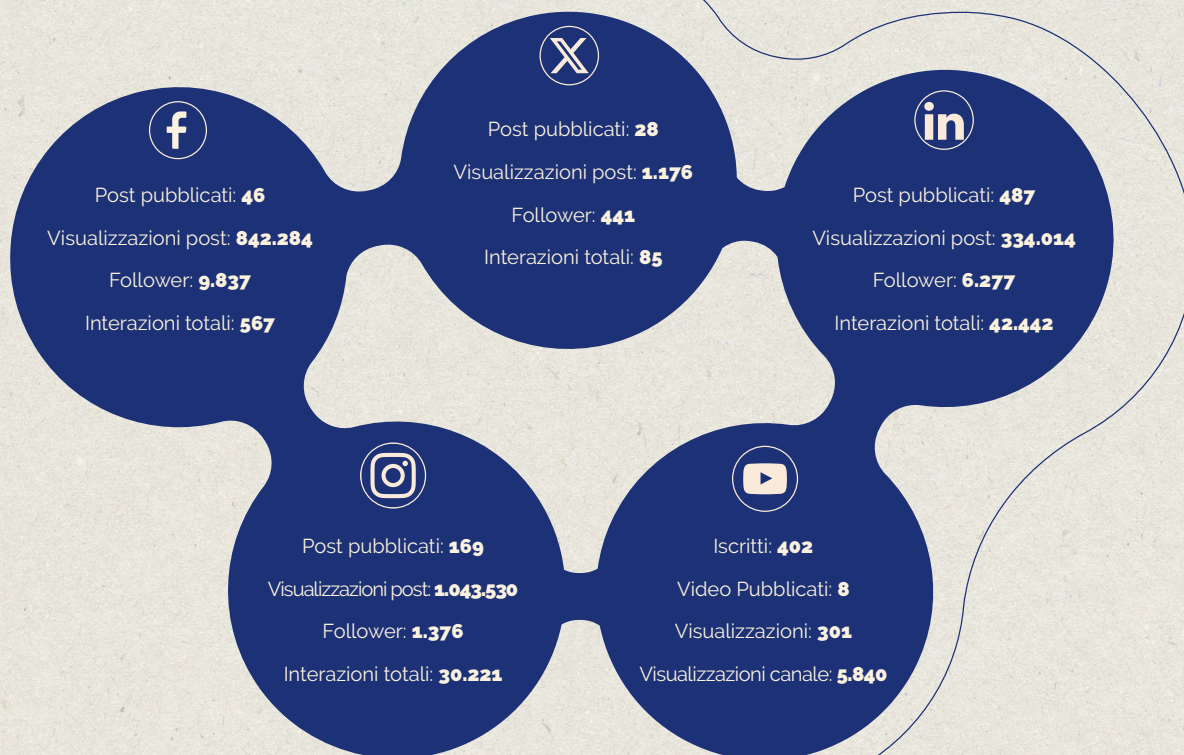 Post pubblicati: 46
Visualizzazioni post: 842.284
Follower: 9.837
Interazioni totali: 567
Post pubblicati: 28
Visualizzazioni post: 1.176
Follower: 441
Interazioni totali: 85
Post pubblicati: 487
Visualizzazioni post: 334.014
Follower: 6.277
Interazioni totali: 42.442
Post pubblicati: 169
Visualizzazioni post: 1.043.530
Follower: 1.376
Interazioni totali: 30.221
Iscritti: 402
Video Pubblicati: 8
Visualizzazioni: 301
Visualizzazioni canale: 5.840